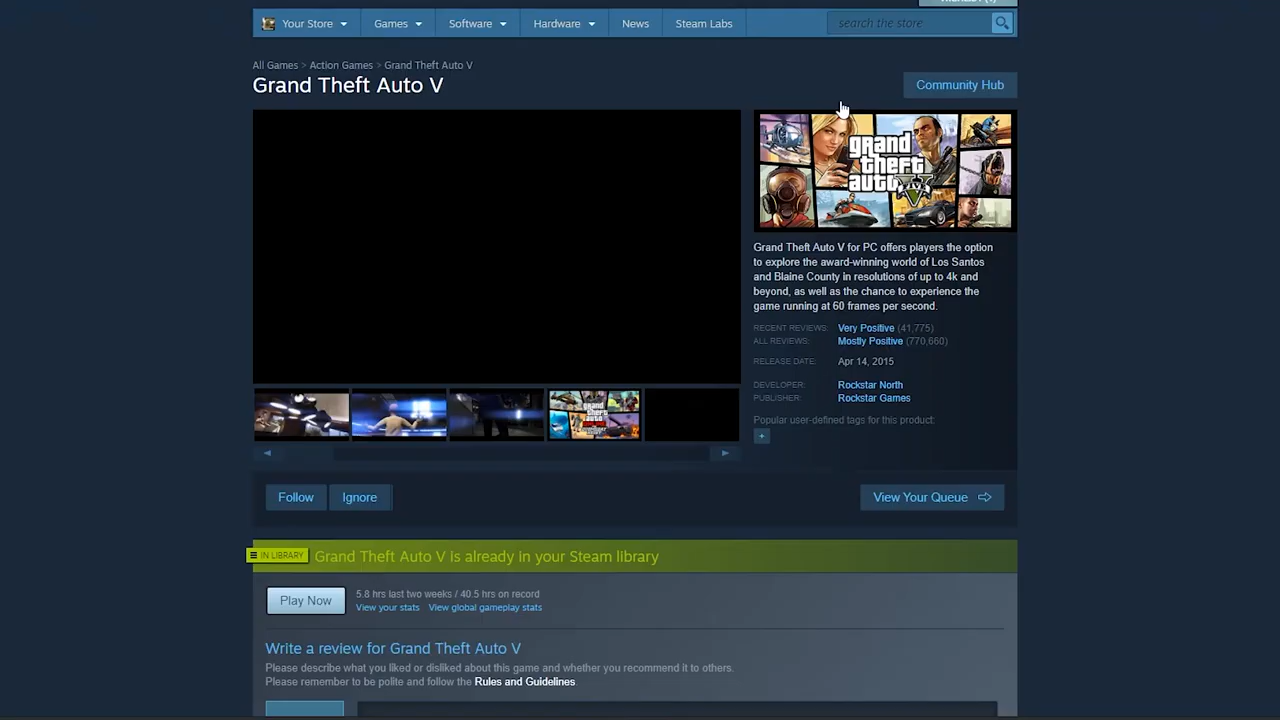 Your Store
Games
Software
Hardware
News
Steam Labs
search the store
All Games > Action Games > Grand Theft Auto V
Grand Theft Auto V
Community Hub
grand
theft
auto V
Grand Theft Auto V for PC offers players the option
to explore the award-winning world of Los Santos
and Blaine County in resolutions of up to 4k and
beyond, as well as the chance to experience the
game running at 60 frames per second.
RECENT REVIEWS: Very Positive (41,775)
ALL REVIEWS: Mostly Positive (770,660)
RELEASE DATE: Apr 14, 2015
DEVELOPER: Rockstar North
PUBLISHER: Rockstar Games
Popular user-defined tags for this product:
+
Follow
Ignore
View Your Queue
IN LIBRARY
Grand Theft Auto V is already in your Steam library
Play Now
5.8 hrs last two weeks / 40.5 hrs on record
View your stats View global gameplay stats
Write a review for Grand Theft Auto V
Please describe what you liked or disliked about this game and whether you recommend it to others.
Please remember to be polite and follow the Rules and Guidelines.